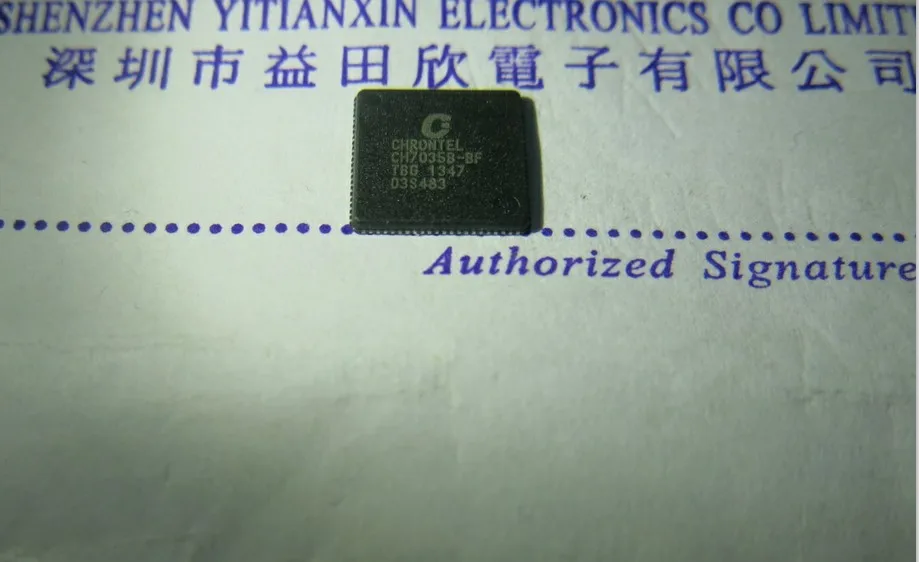 SHENZHEN YITIANXIN ELECTRONICS CO LIMIT
深圳市益田欣電子有限公司
CHRONTEL
CH7035B-BF
TBG 1347
D3S483
Authorized Signature